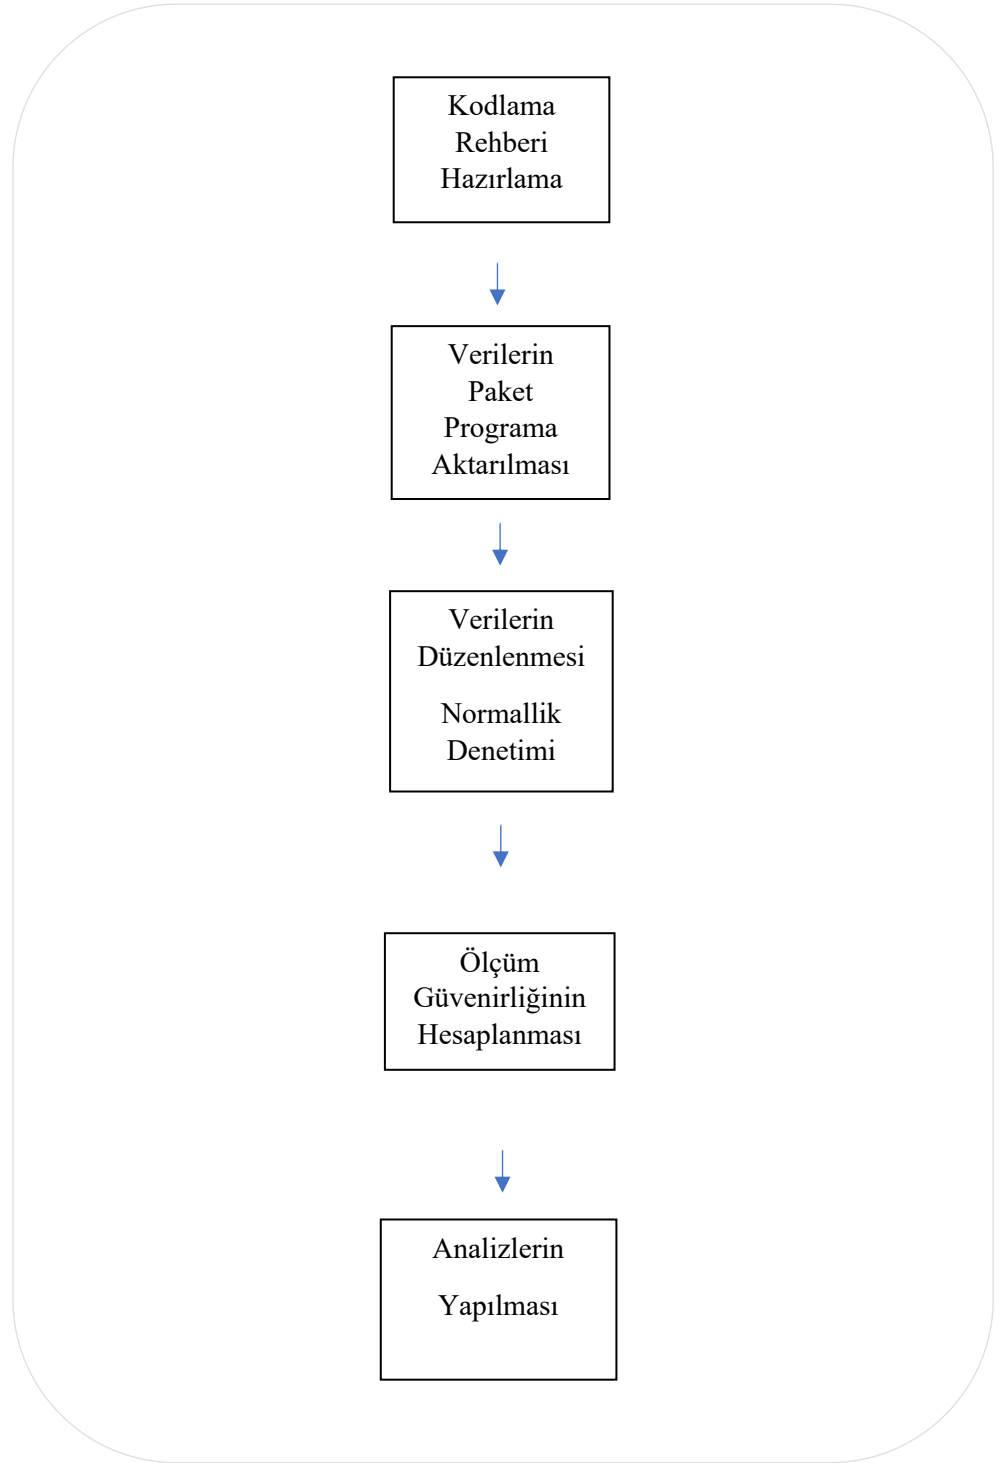 Kodlama
Rehberi
Hazırlama
Verilerin
Paket
Programa
Aktarılması
Verilerin
Düzenlenmesi
Normallik
Denetimi
Ölçüm
Güvenirliğinin
Hesaplanması
Analizlerin
Yapılması